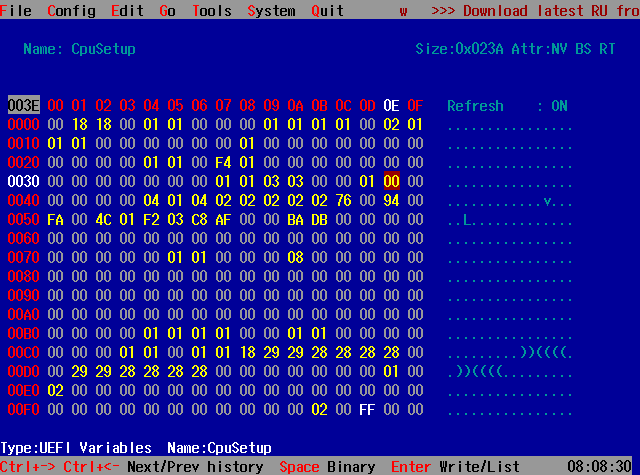 File Config Edit Go Tools System Quit w >>> Download latest RU fro
Name: CpuSetup Size:0x023A Attr:NV BS RT
003E 00 01 02 03 04 05 06 07 08 09 0A 0B 0C 0D 0E 0F Refresh : ON
0000 00 18 18 00 01 01 00 00 00 01 01 01 01 00 02 01 ................
0010 01 01 00 00 00 00 00 00 01 00 00 00 00 00 00 00 ................
0020 00 00 00 00 01 01 00 F4 01 00 00 00 00 00 00 00 ................
0030 00 00 00 00 00 00 00 01 01 03 03 00 00 01 00 00 ................
0040 00 00 00 00 04 01 04 02 02 02 02 02 76 00 94 00 ............v...
0050 FA 00 4C 01 F2 03 C8 AF 00 00 BA DB 00 00 00 00 ..L.............
0060 00 00 00 00 00 00 00 00 00 00 00 00 00 00 00 00 ................
0070 00 00 00 00 00 01 01 00 00 00 08 00 00 00 00 00 ................
0080 00 00 00 00 00 00 00 00 00 00 00 00 00 00 00 00 ................
0090 00 00 00 00 00 00 00 00 00 00 00 00 00 00 00 00 ................
00A0 00 00 00 00 00 00 00 00 00 00 00 00 00 00 00 00 ................
00B0 00 00 00 00 01 01 01 01 00 00 01 01 00 00 00 00 ................
00C0 00 00 00 01 01 00 01 01 18 29 29 28 28 28 28 00 .........))((((.
00D0 00 29 29 28 28 28 28 00 00 00 00 00 00 00 01 00 .))((((.........
00E0 02 00 00 00 00 00 00 00 00 00 00 00 00 00 00 00 ................
00F0 00 00 00 00 00 00 00 00 00 00 00 02 00 FF 00 00 ................
Type:UEFI Variables Name:CpuSetup
Ctrl+-> Ctrl+<- Next/Prev history Space Binary Enter Write/List 08:08:30